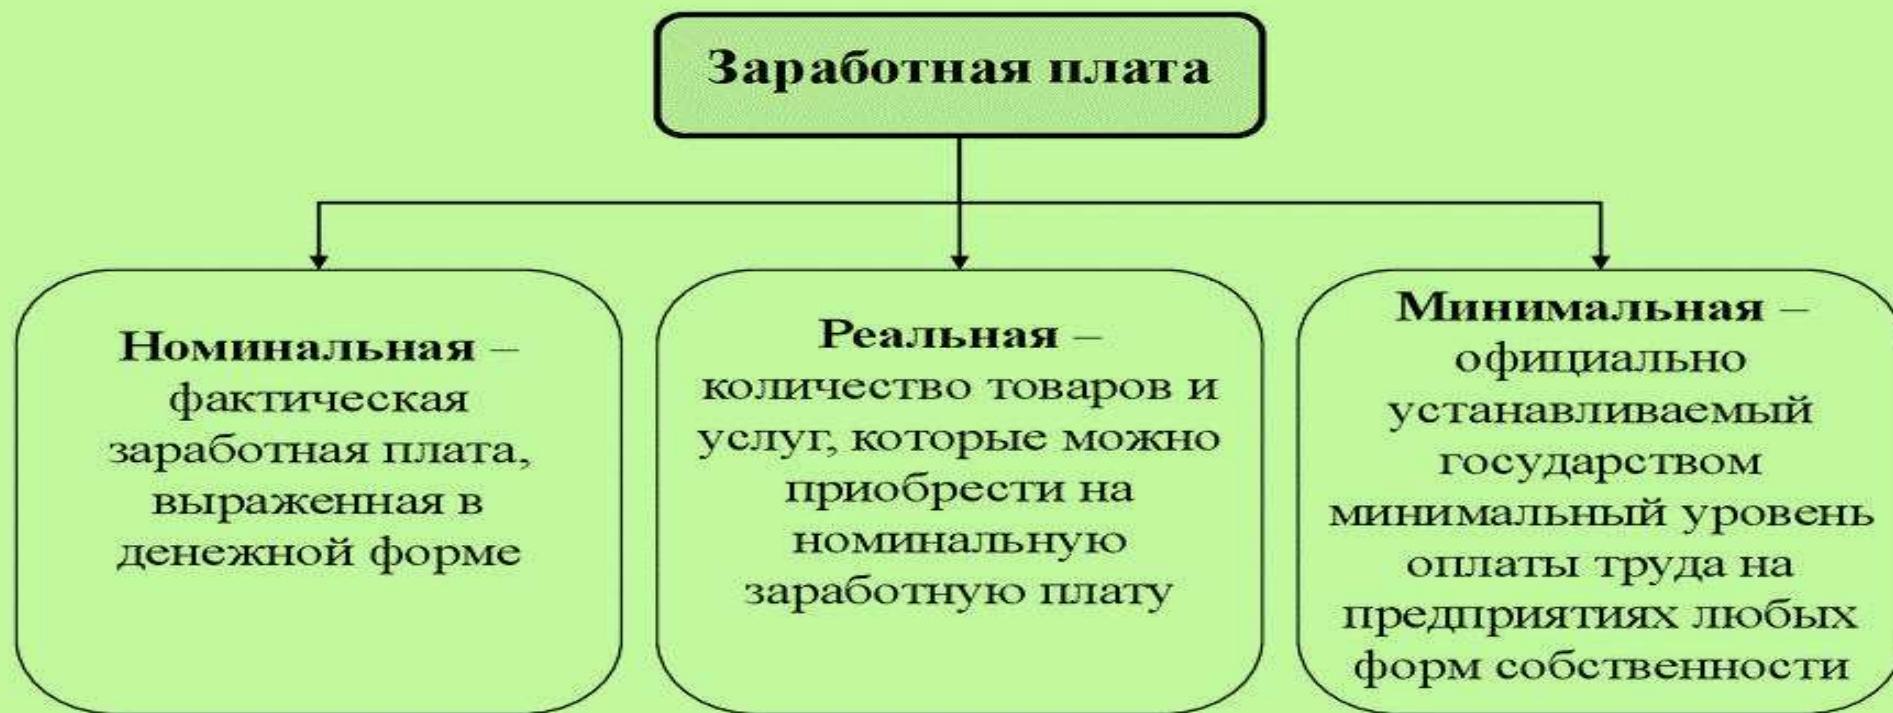 Заработная плата
Номинальная –
фактическая
заработная плата,
выраженная в
денежной форме
Реальная –
количество товаров и
услуг, которые можно
приобрести на
номинальную
заработную плату
Минимальная –
официально
устанавливаемый
государством
минимальный уровень
оплаты труда на
предприятиях любых
форм собственности